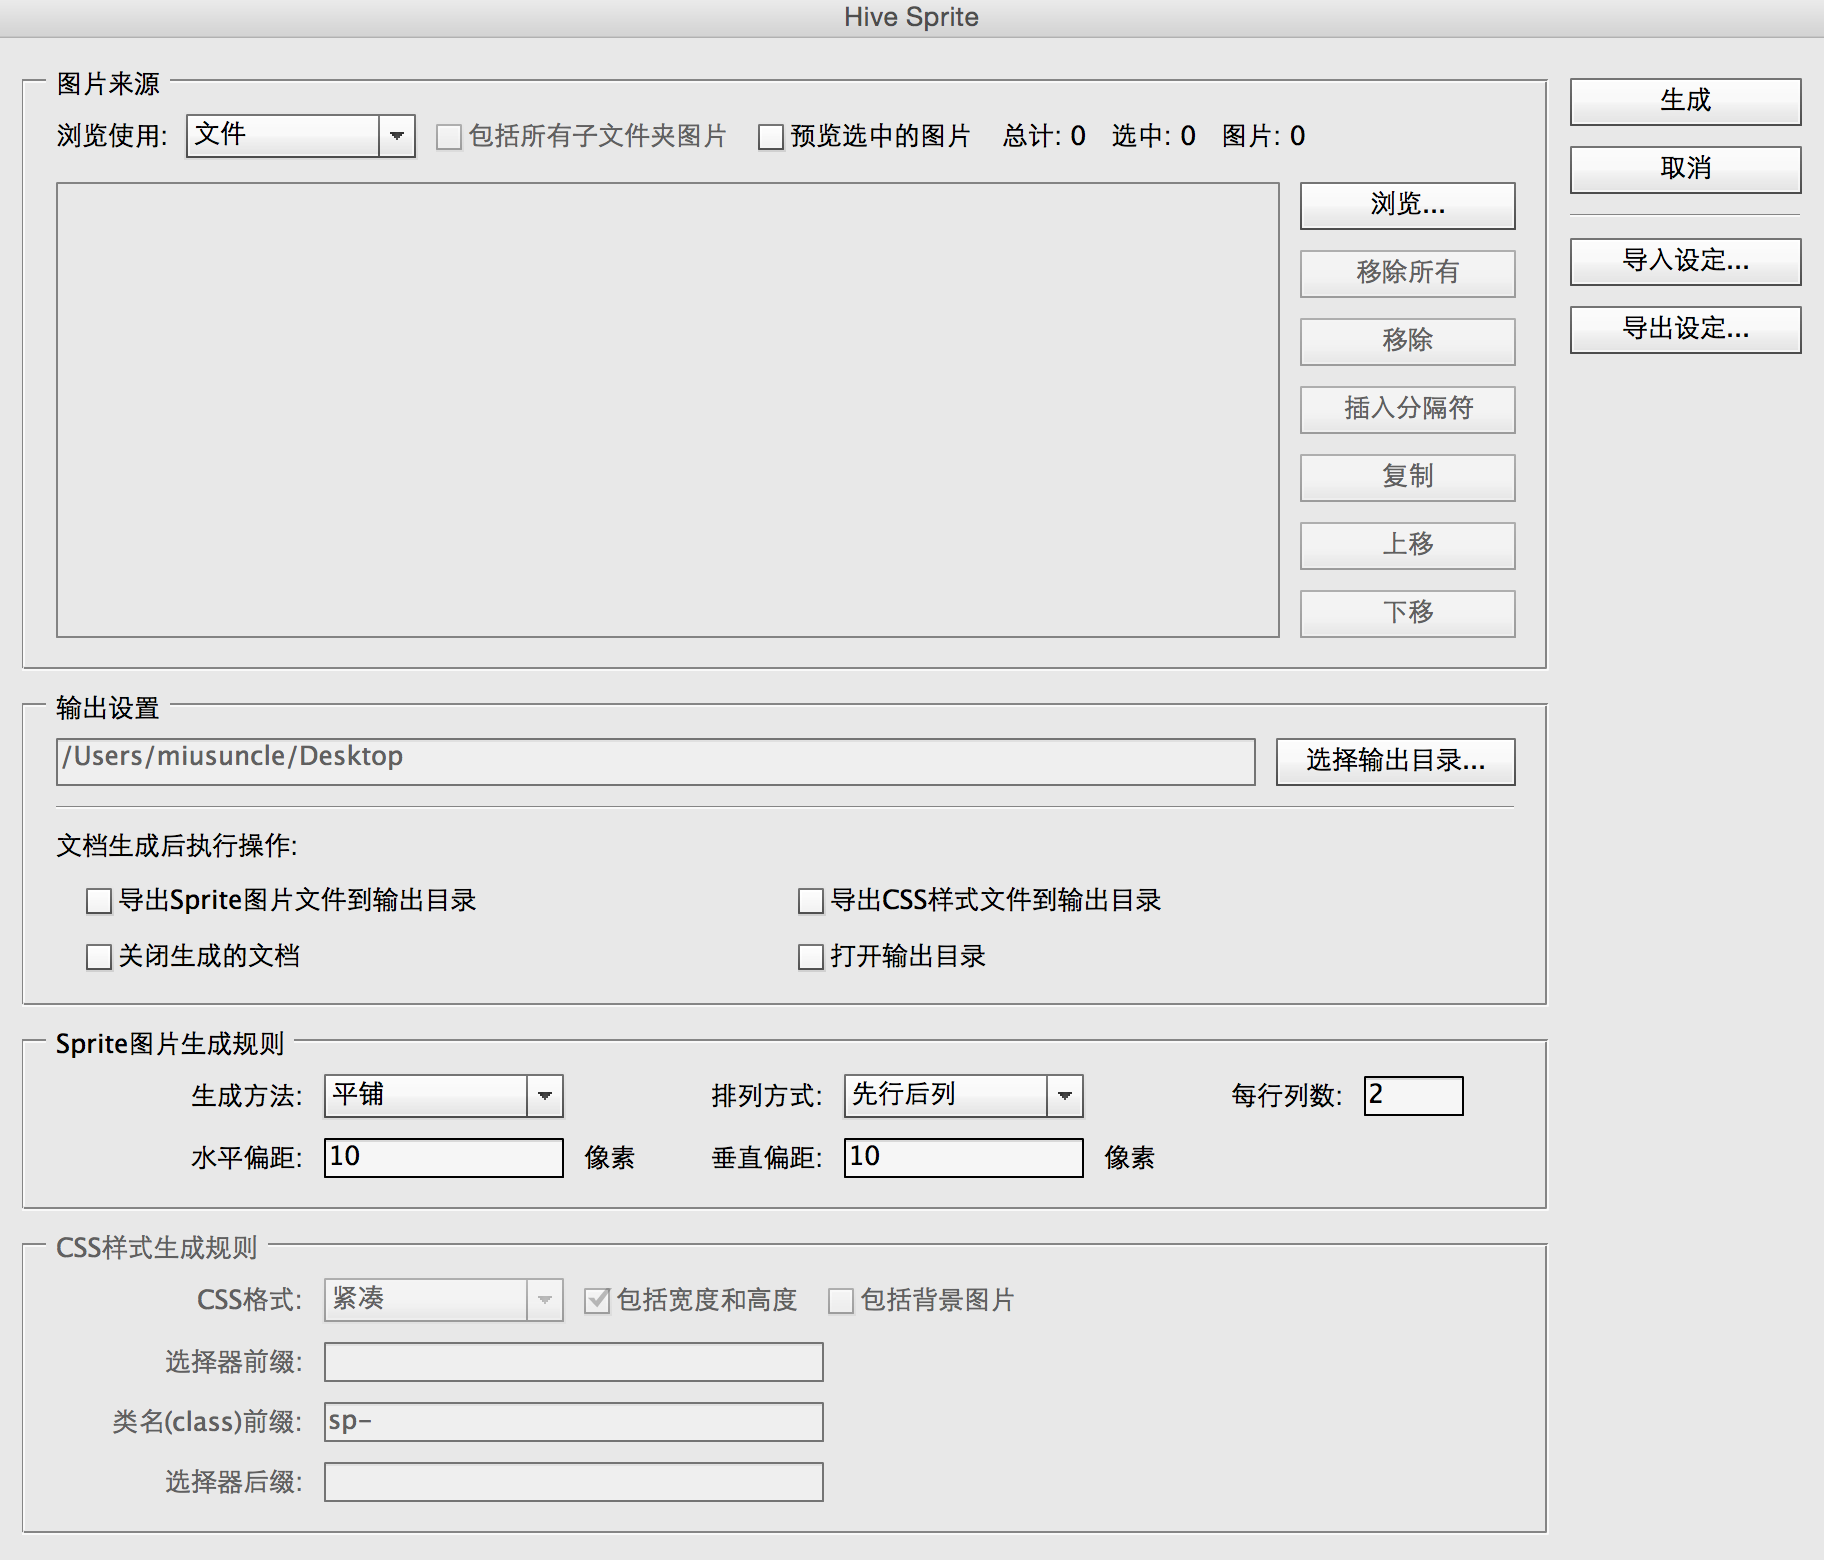 Hive Sprite
图片来源
浏览使用: 文件 包括所有子文件夹图片 预览选中的图片 总计: 0 选中: 0 图片: 0
浏览...
移除所有
移除
插入分隔符
复制
上移
下移
生成
取消
导入设定...
导出设定...
输出设置
/Users/miusuncle/Desktop 选择输出目录...
文档生成后执行操作:
导出Sprite图片文件到输出目录 导出CSS样式文件到输出目录
关闭生成的文档 打开输出目录
Sprite图片生成规则
生成方法: 平铺 排列方式: 先行后列 每行列数: 2
水平偏距: 10 像素 垂直偏距: 10 像素
CSS样式生成规则
CSS格式: 紧凑 包括宽度和高度 包括背景图片
选择器前缀:
类名(class)前缀: sp-
选择器后缀: